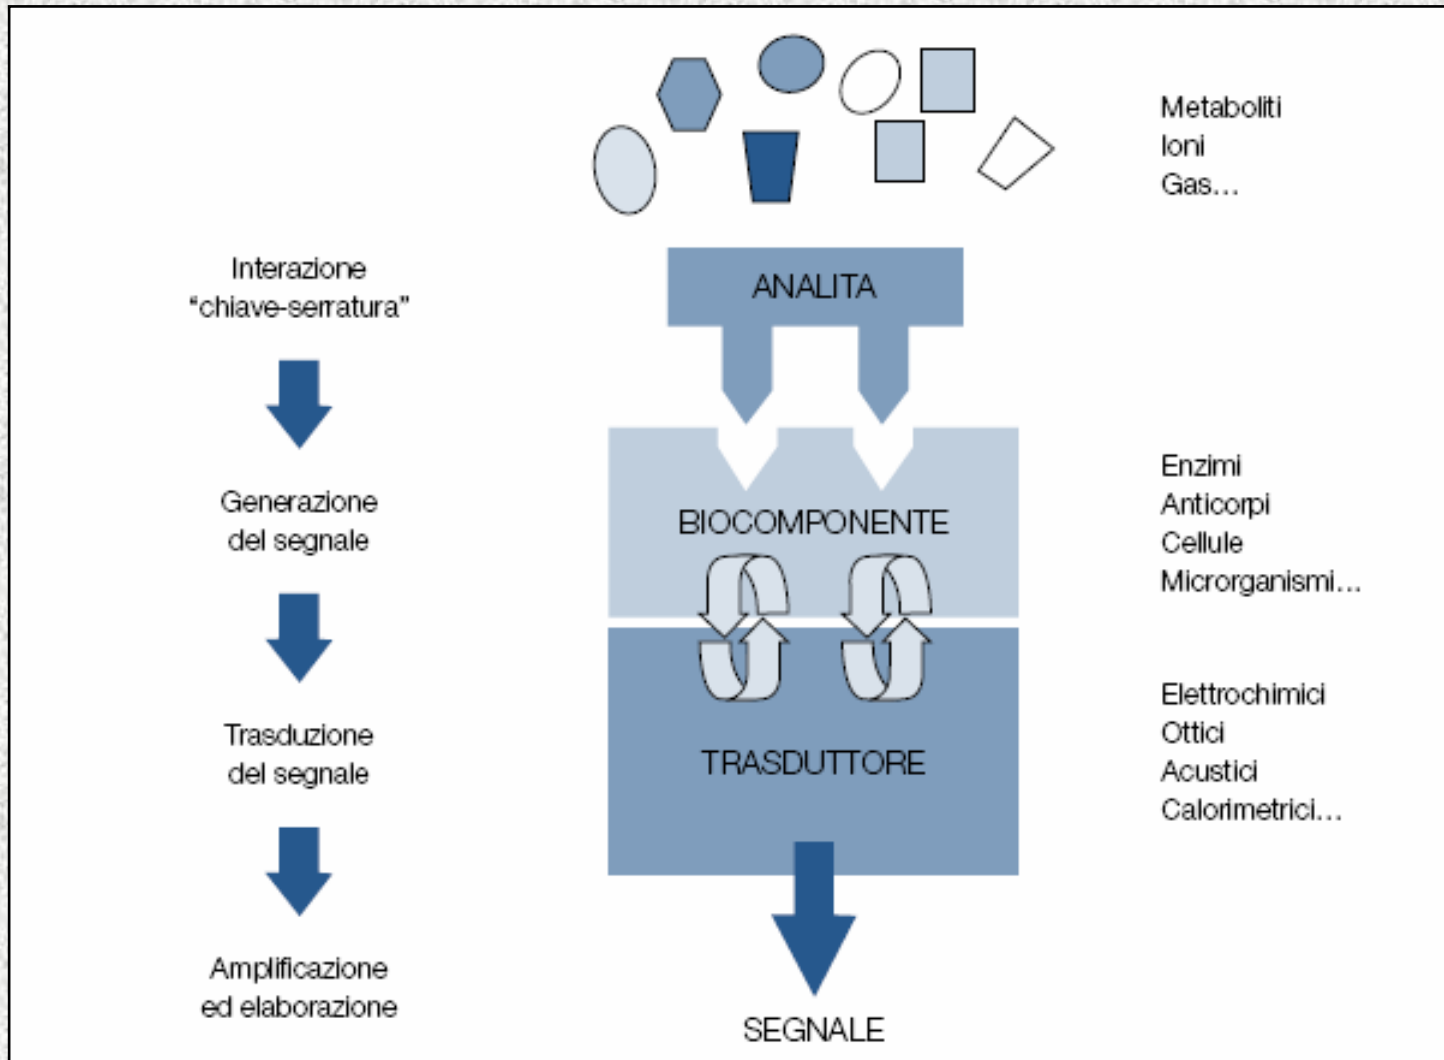 Metaboliti
Ioni
Gas...
Interazione
“chiave-serratura”
ANALITA
Generazione
del segnale
BIOCOMPONENTE
Enzimi
Anticorpi
Cellule
Microrganismi...
Trasduzione
del segnale
TRASDUTTORE
Elettrochimici
Ottici
Acustici
Calorimetrici...
Amplificazione
ed elaborazione
SEGNALE